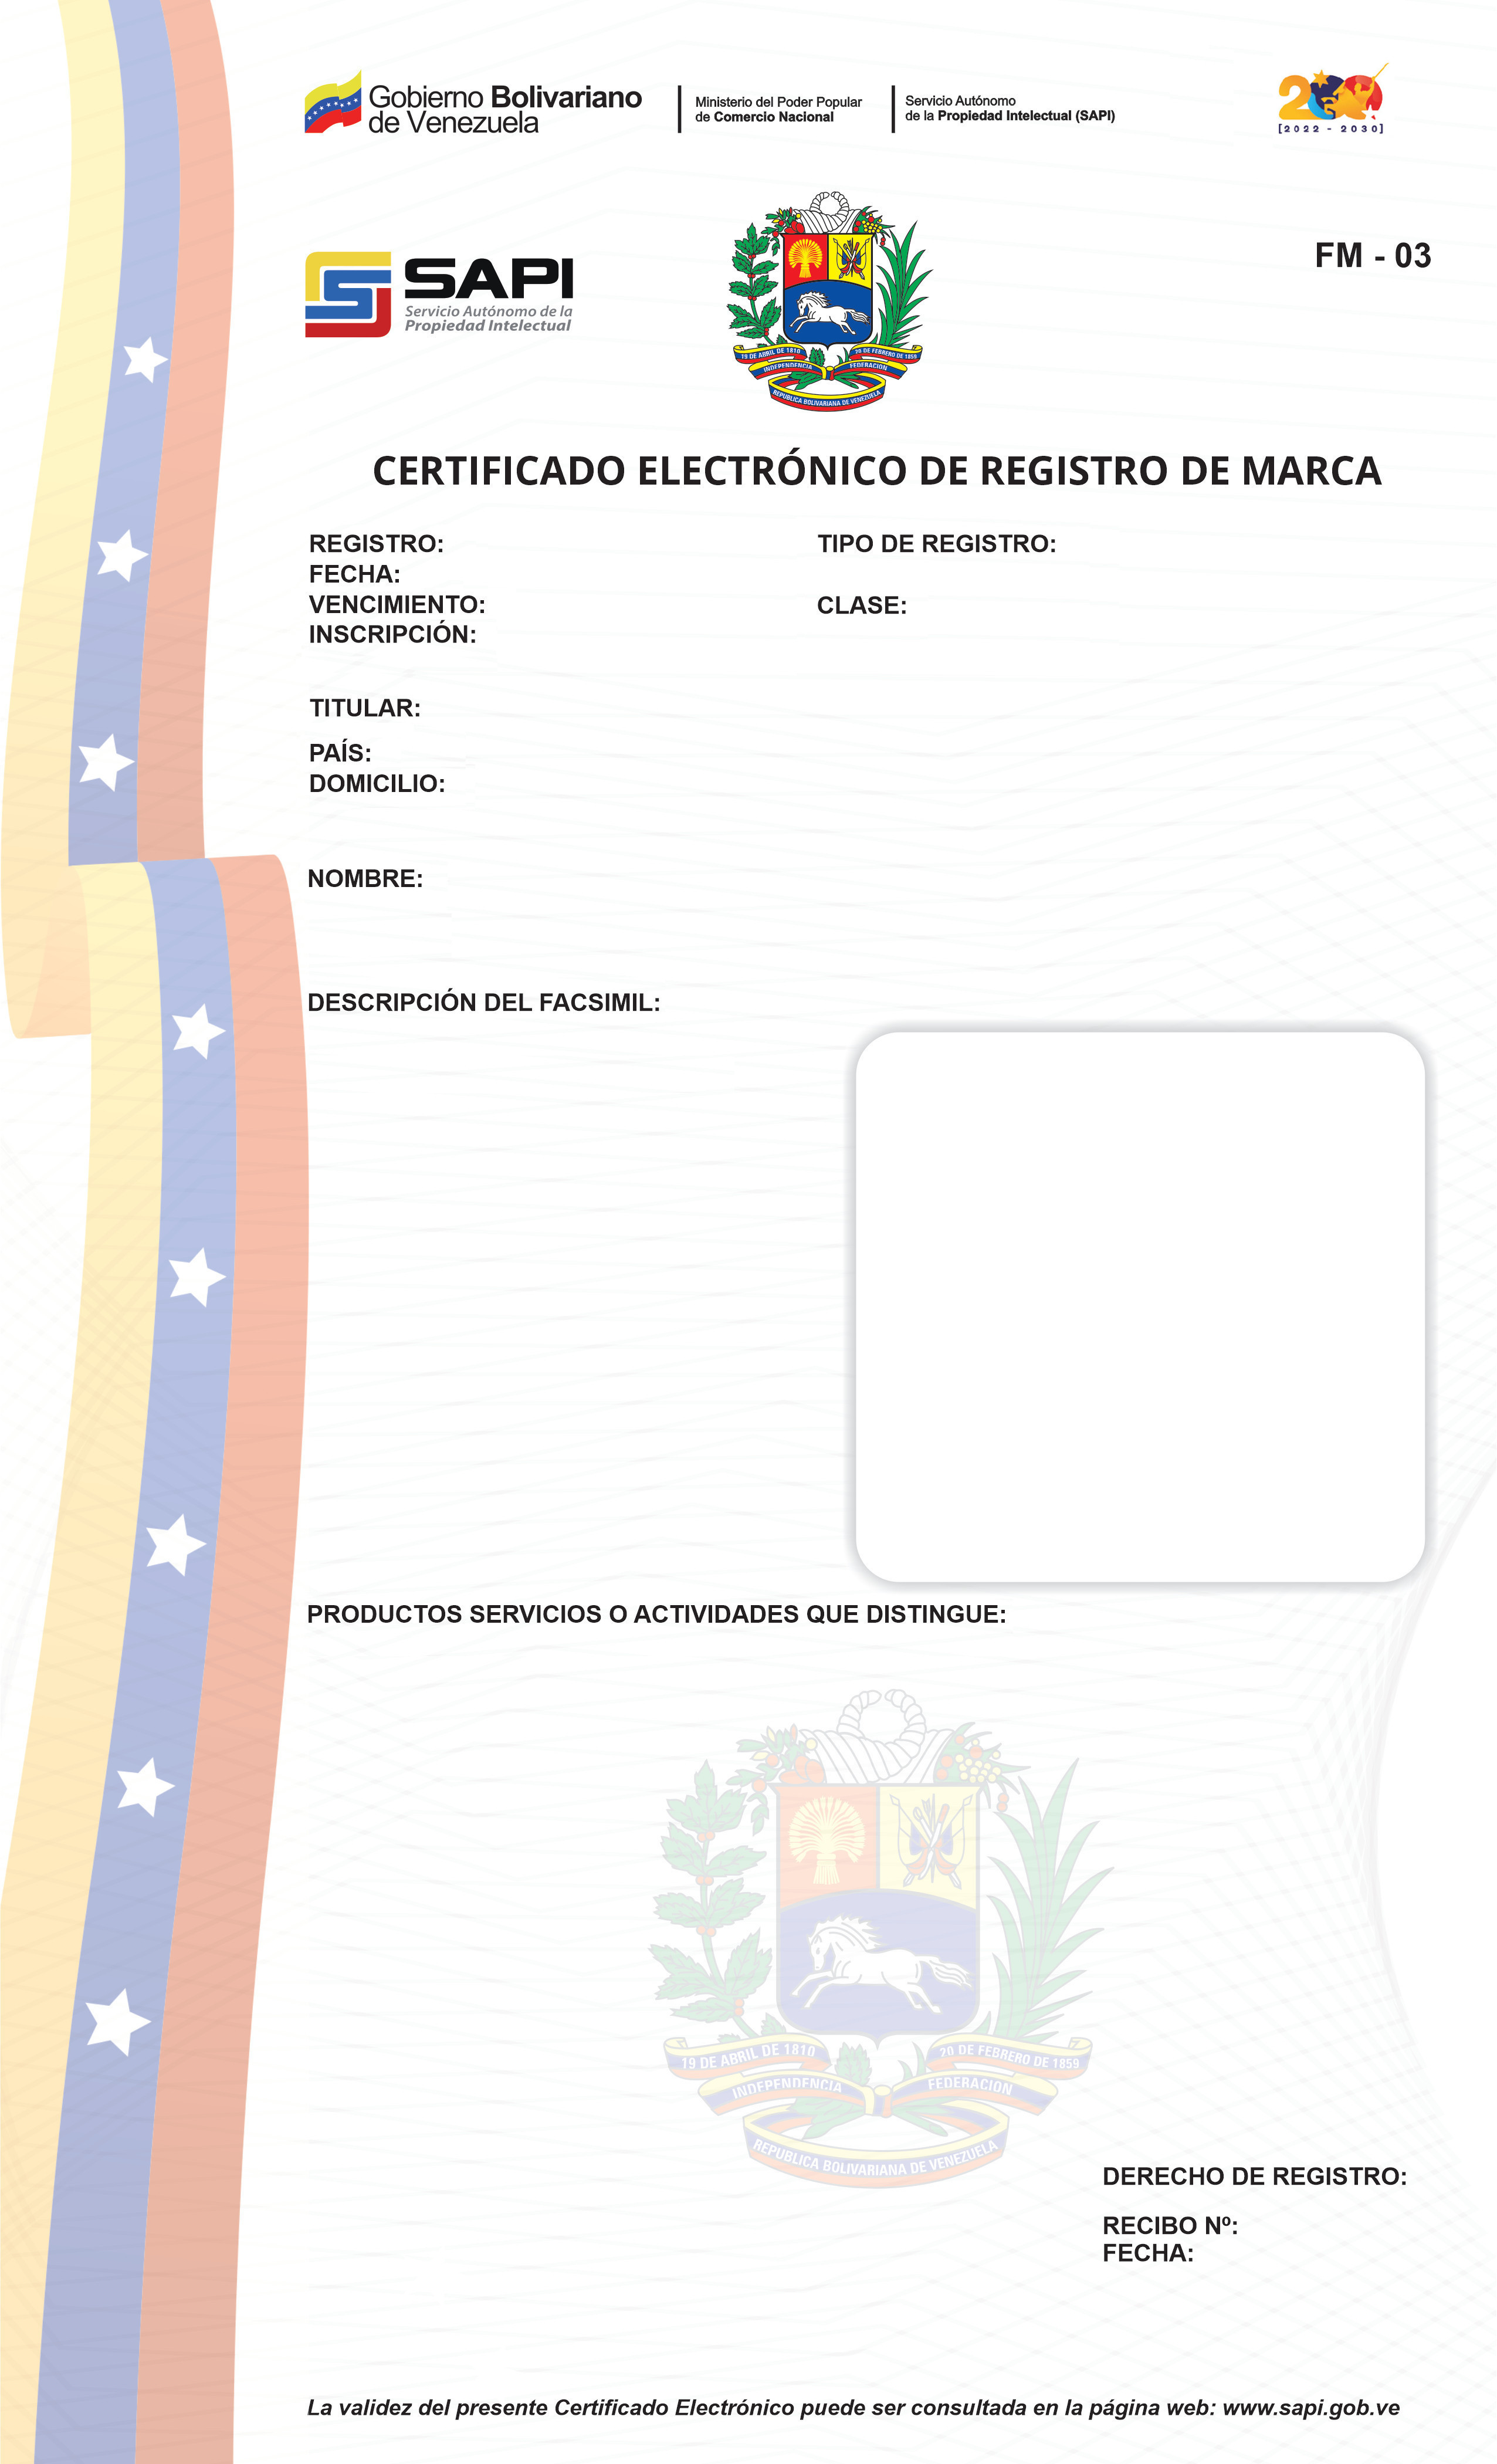 Gobierno Bolivariano
de Venezuela
Ministerio del Poder Popular
de Comercio Nacional
Servicio Autónomo
de la Propiedad Intelectual (SAPI)
200
[2022 - 2030]
SAPI
Servicio Autónomo de la
Propiedad Intelectual
19 DE ABRIL DE 1810
20 DE FEBRERO DE 1859
INDEPENDENCIA
FEDERACIÓN
REPUBLICA BOLIVARIANA DE VENEZUELA
FM - 03
CERTIFICADO ELECTRÓNICO DE REGISTRO DE MARCA
REGISTRO:
TIPO DE REGISTRO:
FECHA:
VENCIMIENTO:
CLASE:
INSCRIPCIÓN:
TITULAR:
PAÍS:
DOMICILIO:
NOMBRE:
DESCRIPCIÓN DEL FACSIMIL:
PRODUCTOS SERVICIOS O ACTIVIDADES QUE DISTINGUE:
19 DE ABRIL DE 1810
20 DE FEBRERO DE 1859
INDEPENDENCIA
FEDERACIÓN
REPUBLICA BOLIVARIANA DE VENEZUELA
DERECHO DE REGISTRO:
RECIBO Nº:
FECHA:
La validez del presente Certificado Electrónico puede ser consultada en la página web: www.sapi.gob.ve